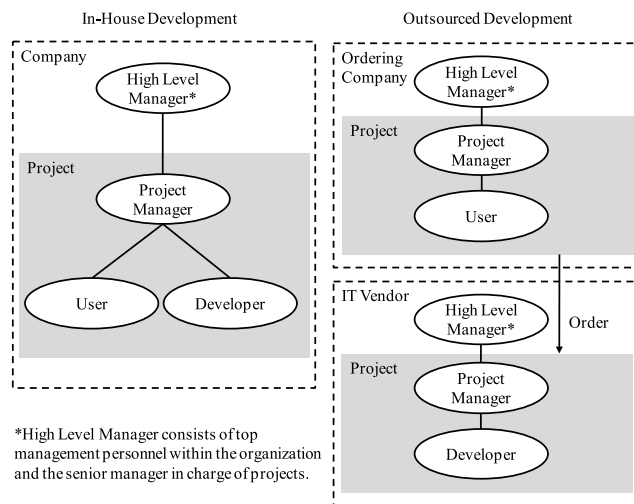 In-House Development
Company
High Level
Manager*
Project
Project
Manager
User
Developer
*High Level Manager consists of top
management personnel within the organization
and the senior manager in charge of projects.
Outsourced Development
Ordering
Company
High Level
Manager*
Project
Project
Manager
User
Order
IT Vendor
High Level
Manager*
Project
Project
Manager
Developer